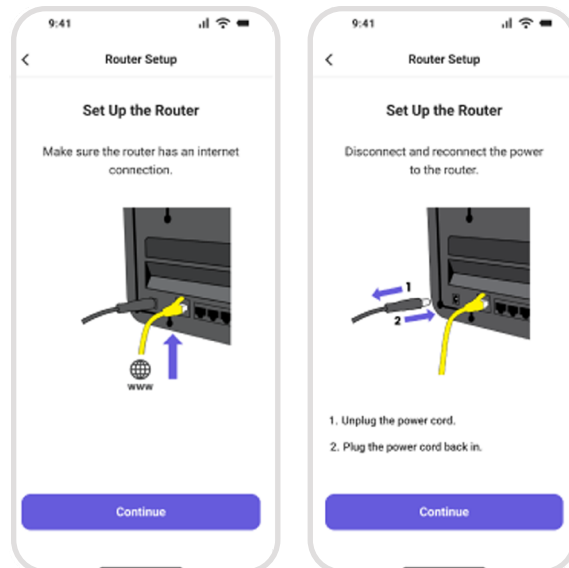 9:41
Router Setup
Set Up the Router
Make sure the router has an internet
connection.
www
Continue
9:41
Router Setup
Set Up the Router
Disconnect and reconnect the power
to the router.
1
2
1. Unplug the power cord.
2. Plug the power cord back in.
Continue